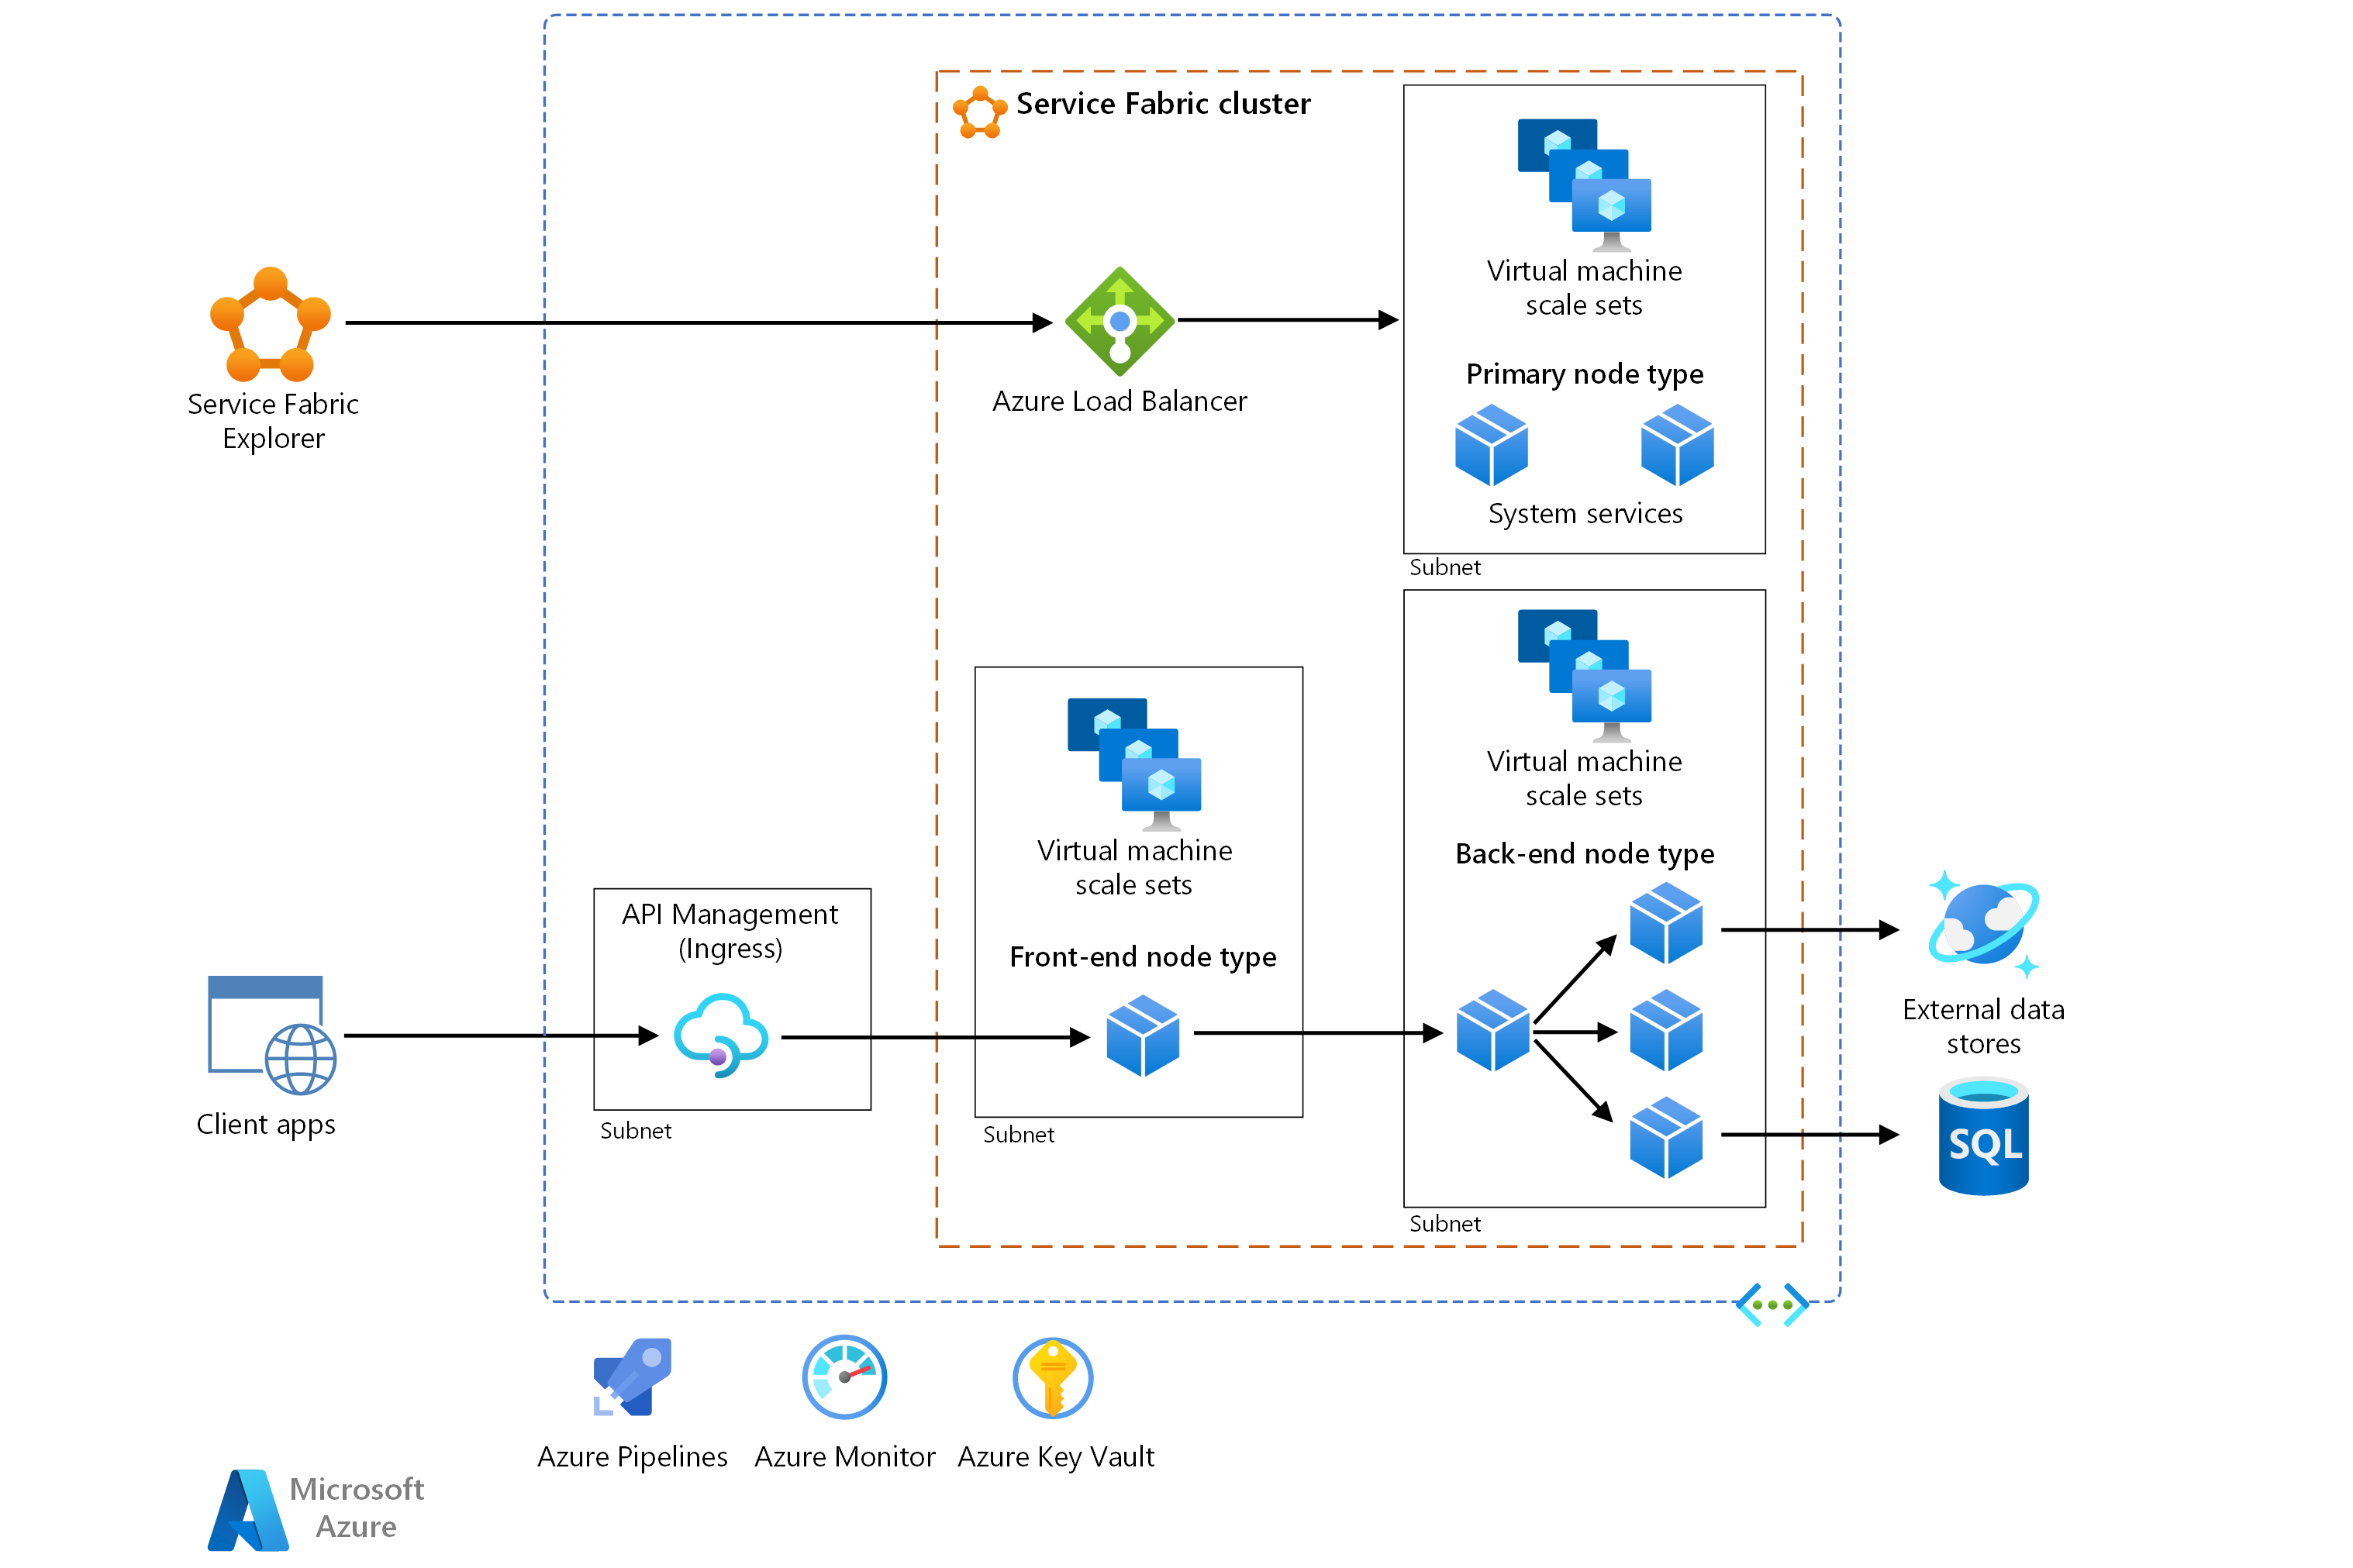 Service Fabric cluster
Virtual machine
scale sets
Primary node type
System services
Subnet
Service Fabric
Explorer
Azure Load Balancer
Virtual machine
scale sets
Back-end node type
Subnet
Virtual machine
scale sets
Front-end node type
Subnet
API Management
(Ingress)
Subnet
Client apps
External data
stores
SQL
Azure Pipelines
Azure Monitor
Azure Key Vault
Microsoft
Azure